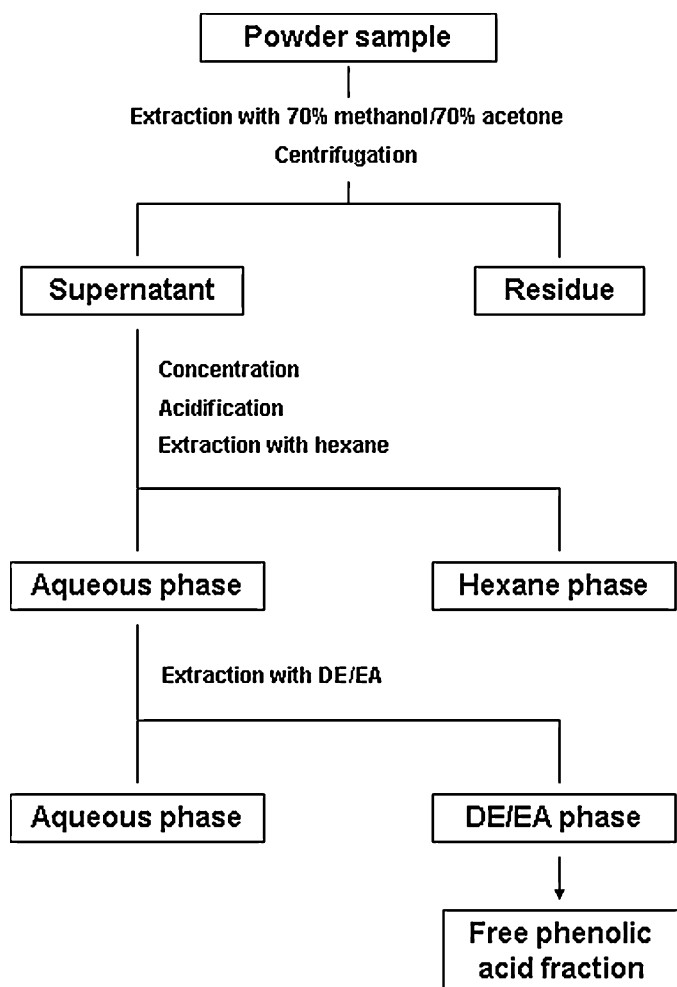 Powder sample
Extraction with 70% methanol/70% acetone
Centrifugation
Supernatant
Residue
Concentration
Acidification
Extraction with hexane
Aqueous phase
Hexane phase
Extraction with DE/EA
Aqueous phase
DE/EA phase
Free phenolic
acid fraction